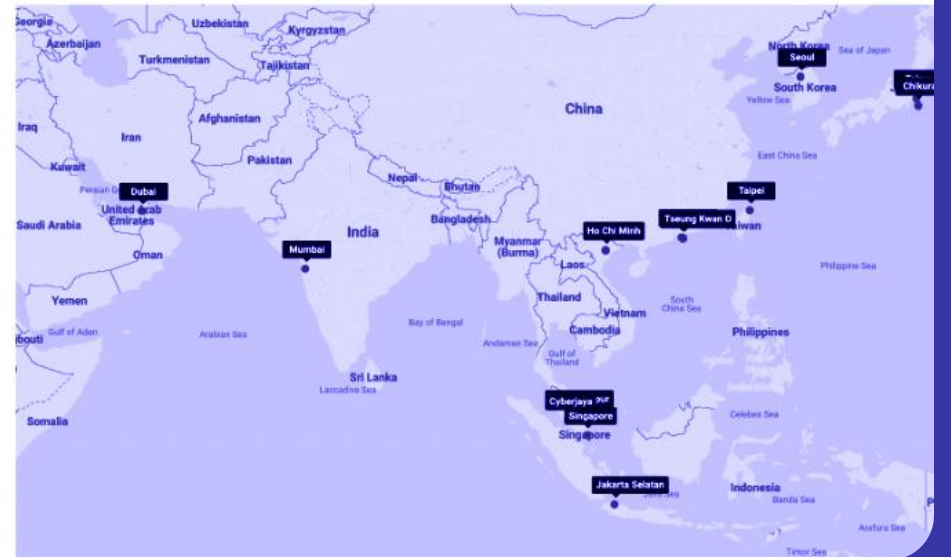 Georgia
Uzbekistan
Kyrgyzstan
Azerbaijan
North Korea
Sea of Japan
Seoul
Turkmenistan
Tajikistan
South Korea
Chikura
Yellow Sea
China
Afghanistan
Iraq
Iran
Pakistan
East China Sea
Kuwait
Nepal
Bhutan
Persian G
Dubai
Taipei
United Arab
Emirates
Saudi Arabia
Bangladesh
Tseung Kwan O
Taiwan
India
Ho Chi Minh
Mumbai
Myanmar
(Burma)
Oman
Laos
Philippine Sea
Yemen
Thailand
South
China Sea
Vietnam
Gulf of Aden
Arabian Sea
Bay of Bengal
Cambodia
Philippines
Andaman Sea
Gulf of
Thailand
jibouti
Sri Lanka
Laccadive Sea
Cyberjaya
Singapore
Celebes Sea
Somalia
Singapore
Jakarta Selatan
Java Sea
Indonesia
Banda Sea
P
Arafura Sea
Timor Sea